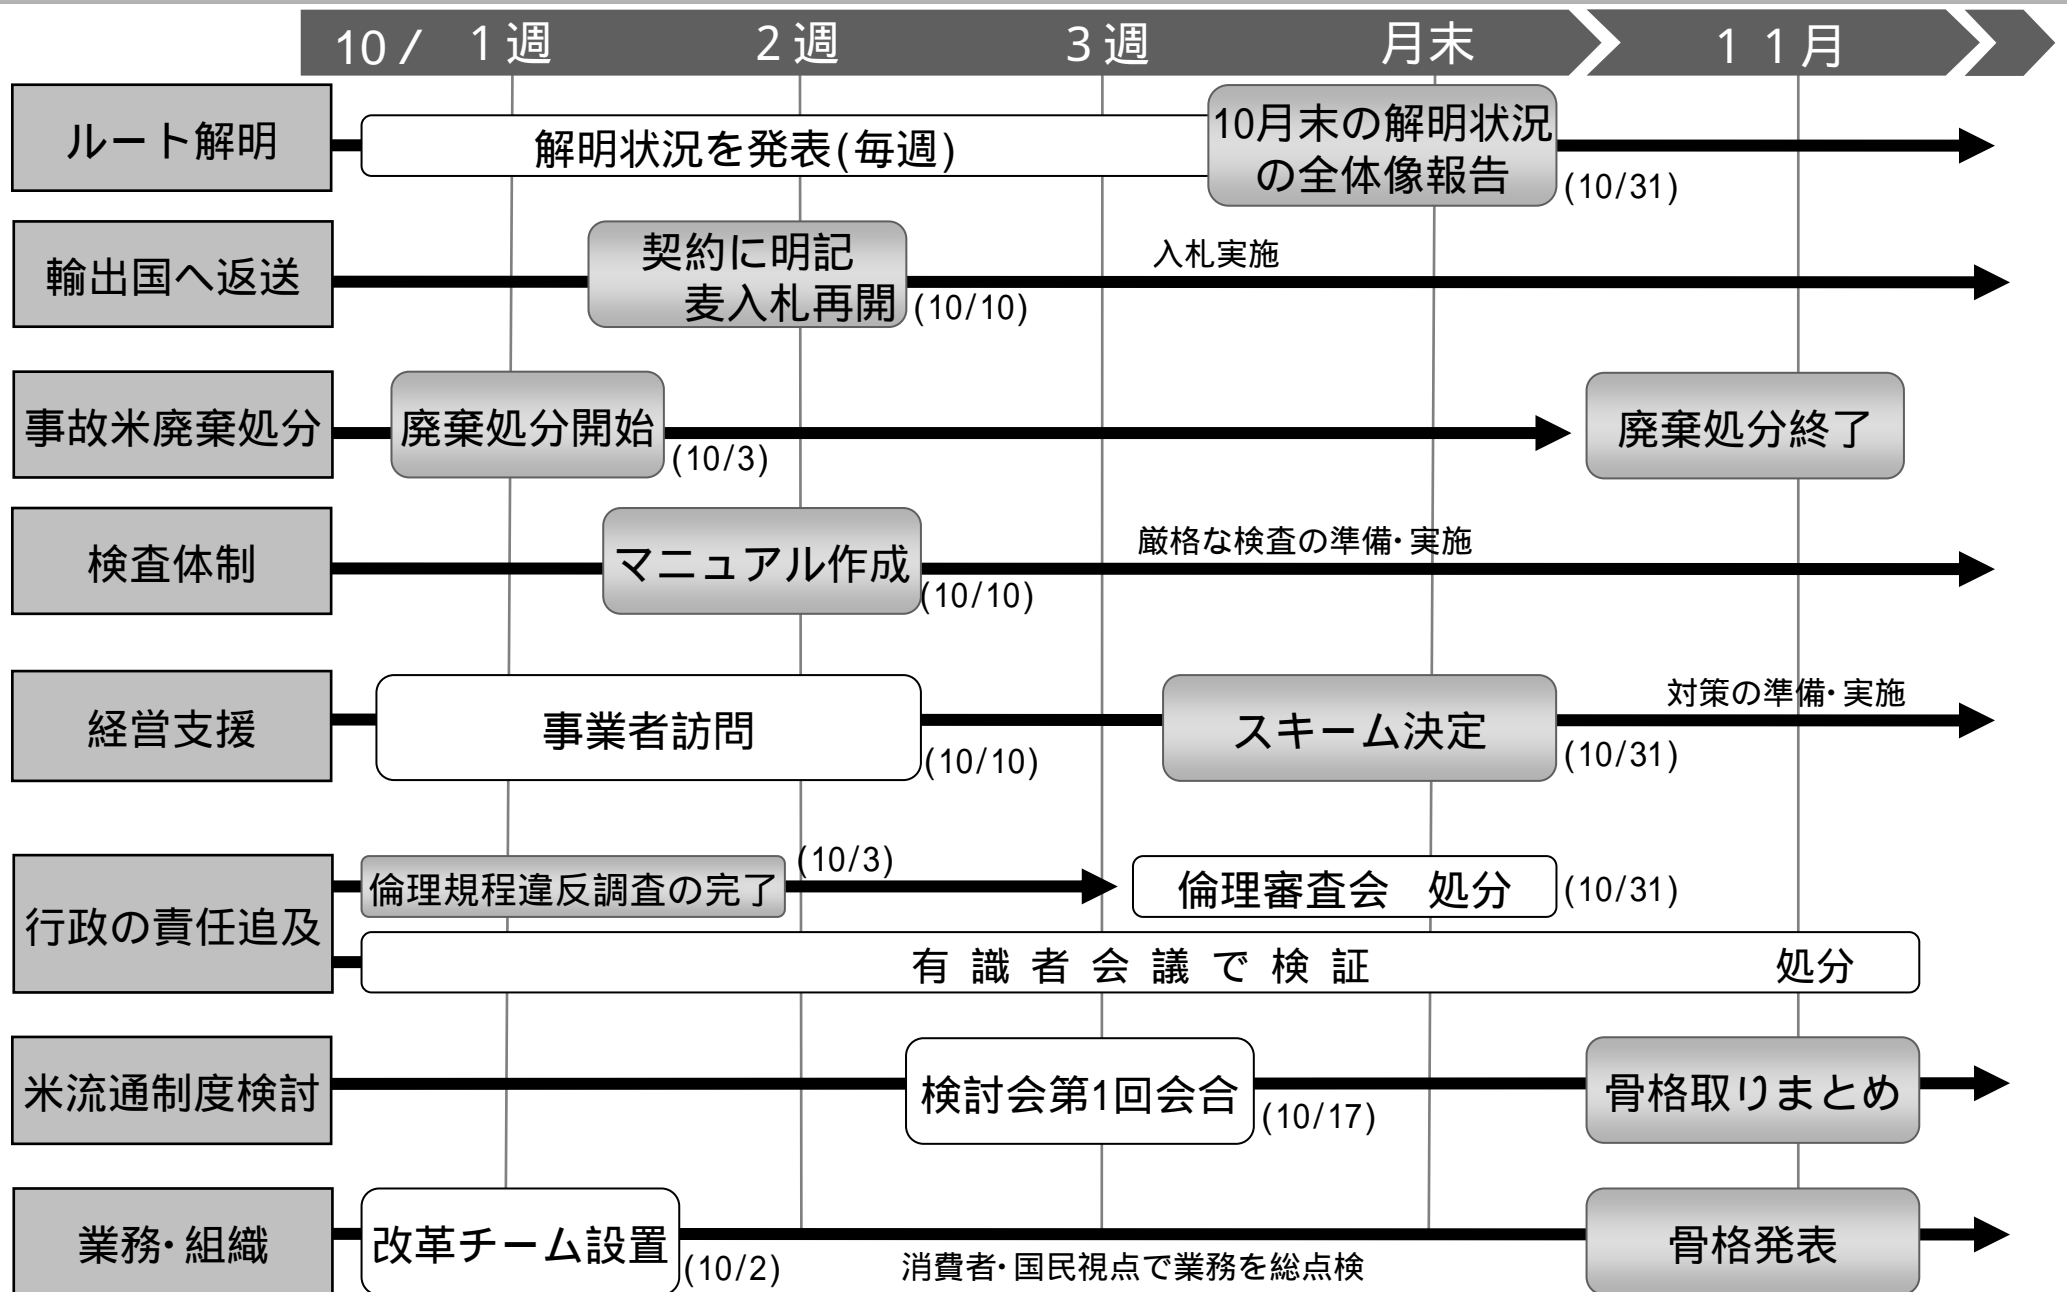 10/ 1週 2週 3週 月末 11月
ルート解明
解明状況を発表(毎週)
10月末の解明状況
の全体像報告
(10/31)
輸出国へ返送
契約に明記
麦入札再開
(10/10)
入札実施
事故米廃棄処分
廃棄処分開始
(10/3)
廃棄処分終了
検査体制
マニュアル作成
(10/10)
厳格な検査の準備・実施
経営支援
事業者訪問
(10/10)
スキーム決定
(10/31)
対策の準備・実施
行政の責任追及
倫理規程違反調査の完了
(10/3)
倫理審査会 処分
(10/31)
有識者会議で検証 処分
米流通制度検討
検討会第1回会合
(10/17)
骨格取りまとめ
業務・組織
改革チーム設置
(10/2)
消費者・国民視点で業務を総点検
骨格発表